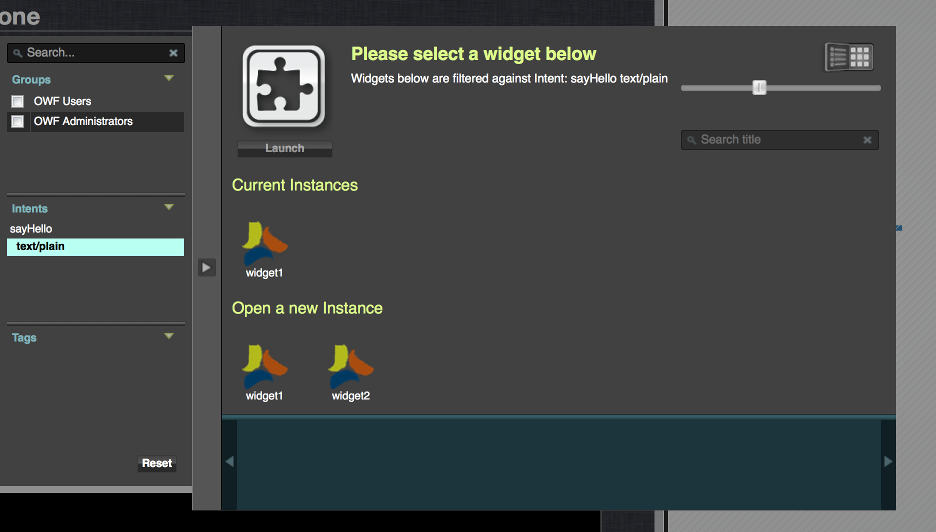 one
Search...
Groups
OWF Users
OWF Administrators
Intents
sayHello
text/plain
Tags
Reset
Please select a widget below
Widgets below are filtered against Intent: sayHello text/plain
Launch
Search title
Current Instances
widget1
Open a new Instance
widget1 widget2